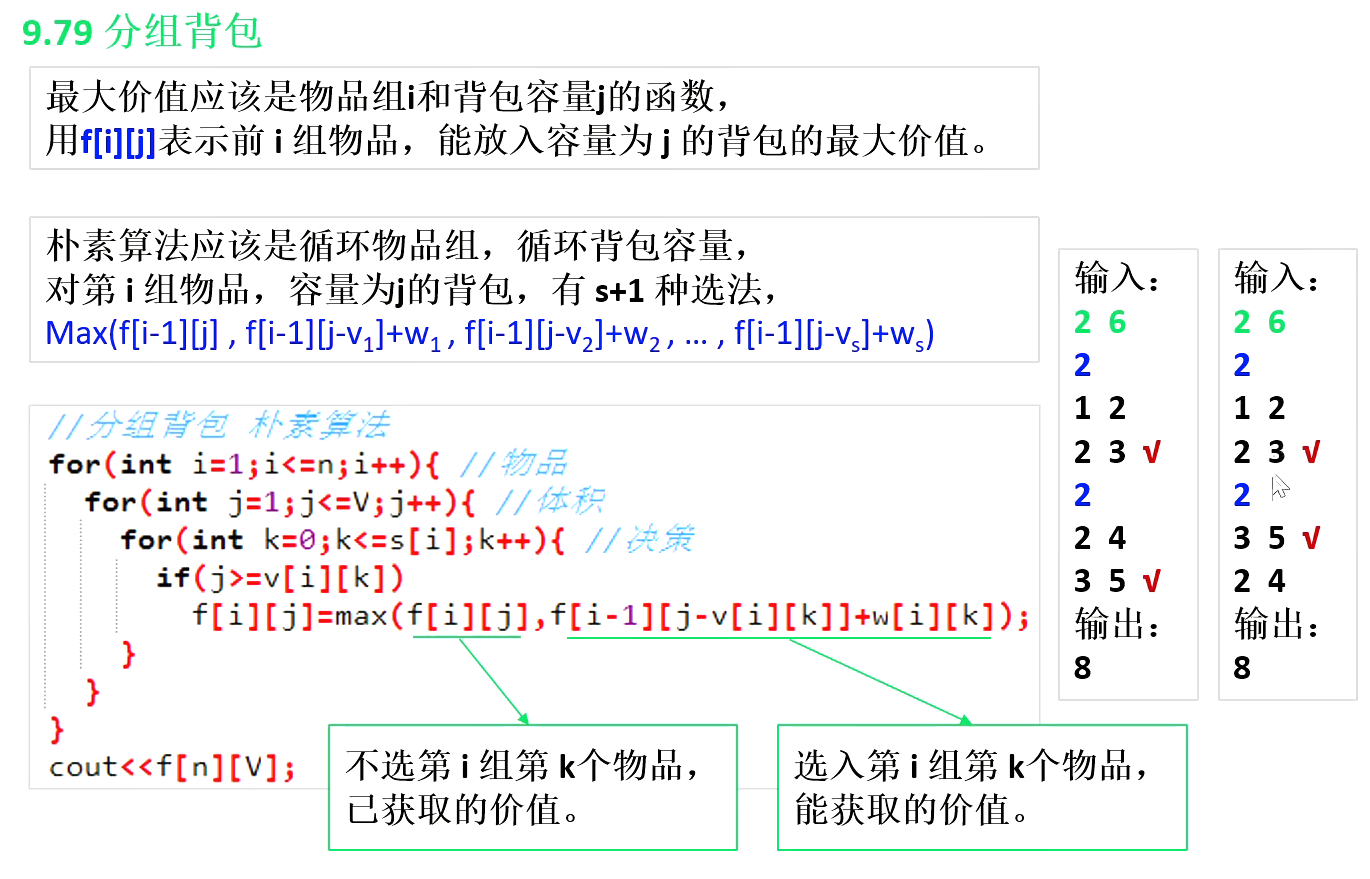 9.79 分组背包
最大价值应该是物品组i和背包容量j的函数，
用f[i][j]表示前 i 组物品，能放入容量为 j 的背包的最大价值。
朴素算法应该是循环物品组，循环背包容量，
对第 i 组物品，容量为j的背包，有 s+1 种选法，
Max(f[i-1][j] , f[i-1][j-v1]+w1 , f[i-1][j-v2]+w2 , … , f[i-1][j-vs]+ws)
//分组背包 朴素算法
for(int i=1;i<=n;i++){ //物品
for(int j=1;j<=V;j++){ //体积
for(int k=0;k<=s[i];k++){ //决策
if(j>=v[i][k])
f[i][j]=max(f[i][j],f[i-1][j-v[i][k]]+w[i][k]);
}
}
}
cout<<f[n][V];
不选第 i 组第 k个物品，
已获取的价值。
选入第 i 组第 k个物品，
能获取的价值。
输入：
2 6
2
1 2
2 3 √
2
2 4
3 5 √
输出：
8
输入：
2 6
2
1 2
2 3 √
2
3 5 √
2 4
输出：
8